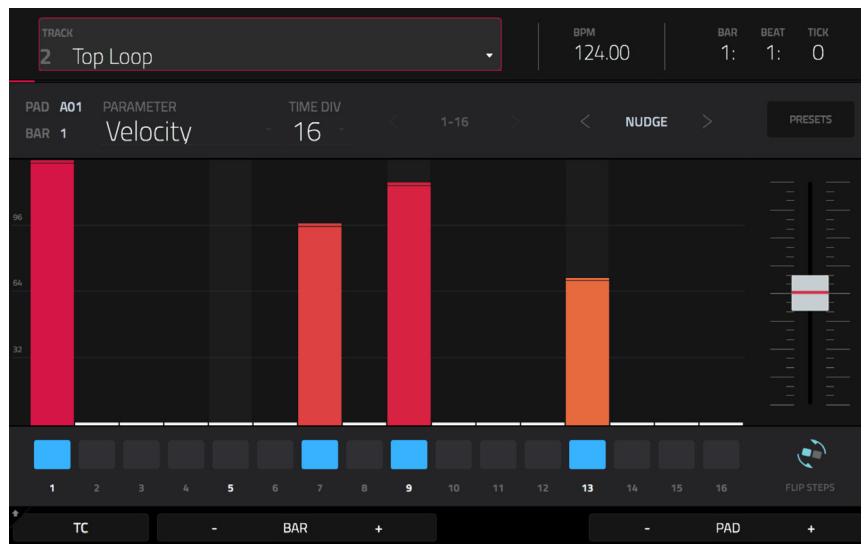 TRACK
2 Top Loop
BPM
124.00
BAR BEAT TICK
1: 1: 0
PAD A01
BAR 1
PARAMETER
Velocity
TIME DIV
16
< 1-16 >
< NUDGE >
PRESETS
96
64
32
1 2 3 4 5 6 7 8 9 10 11 12 13 14 15 16
FLIP STEPS
TC - BAR + - PAD +